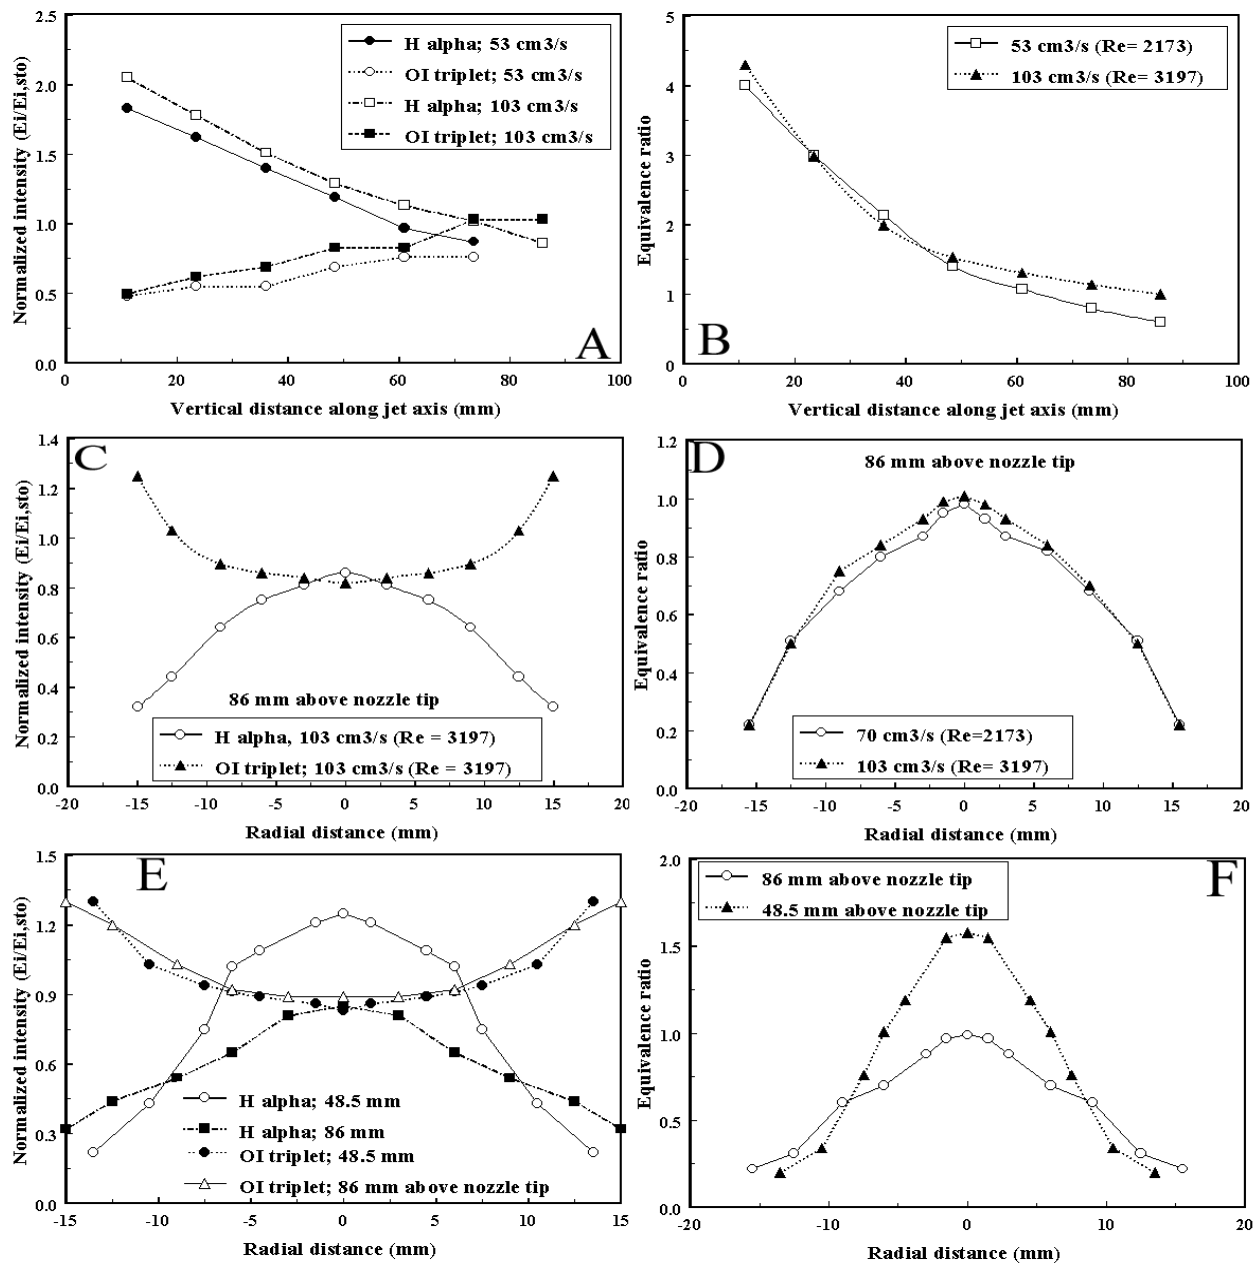 2.5
2.0
1.5
1.0
0.5
0.0
Normalized intensity (Ei/Ei,sto)
H alpha; 53 cm3/s
OI triplet; 53 cm3/s
H alpha; 103 cm3/s
OI triplet; 103 cm3/s
A
0 20 40 60 80 100
Vertical distance along jet axis (mm)
5
4
3
2
1
0
Equivalence ratio
53 cm3/s (Re= 2173)
103 cm3/s (Re= 3197)
B
0 20 40 60 80 100
Vertical distance along jet axis (mm)
C
1.4
1.2
1.0
0.8
0.6
0.4
0.2
0.0
Normalized intensity (Ei/Ei,sto)
86 mm above nozzle tip
H alpha, 103 cm3/s (Re = 3197)
OI triplet; 103 cm3/s (Re = 3197)
-20 -15 -10 -5 0 5 10 15 20
Radial distance (mm)
D
86 mm above nozzle tip
1.2
1.0
0.8
0.6
0.4
0.2
0.0
Equivalence ratio
70 cm3/s (Re=2173)
103 cm3/s (Re= 3197)
-20 -15 -10 -5 0 5 10 15 20
Radial distance (mm)
E
1.5
1.2
0.9
0.6
0.3
0.0
Normalized intensity (Ei/Ei,sto)
H alpha; 48.5 mm
H alpha; 86 mm
OI triplet; 48.5 mm
OI triplet; 86 mm above nozzle tip
-15 -10 -5 0 5 10 15
Radial distance (mm)
F
2.0
1.5
1.0
0.5
0.0
Equivalence ratio
86 mm above nozzle tip
48.5 mm above nozzle tip
-20 -10 0 10 20
Radial distance (mm)